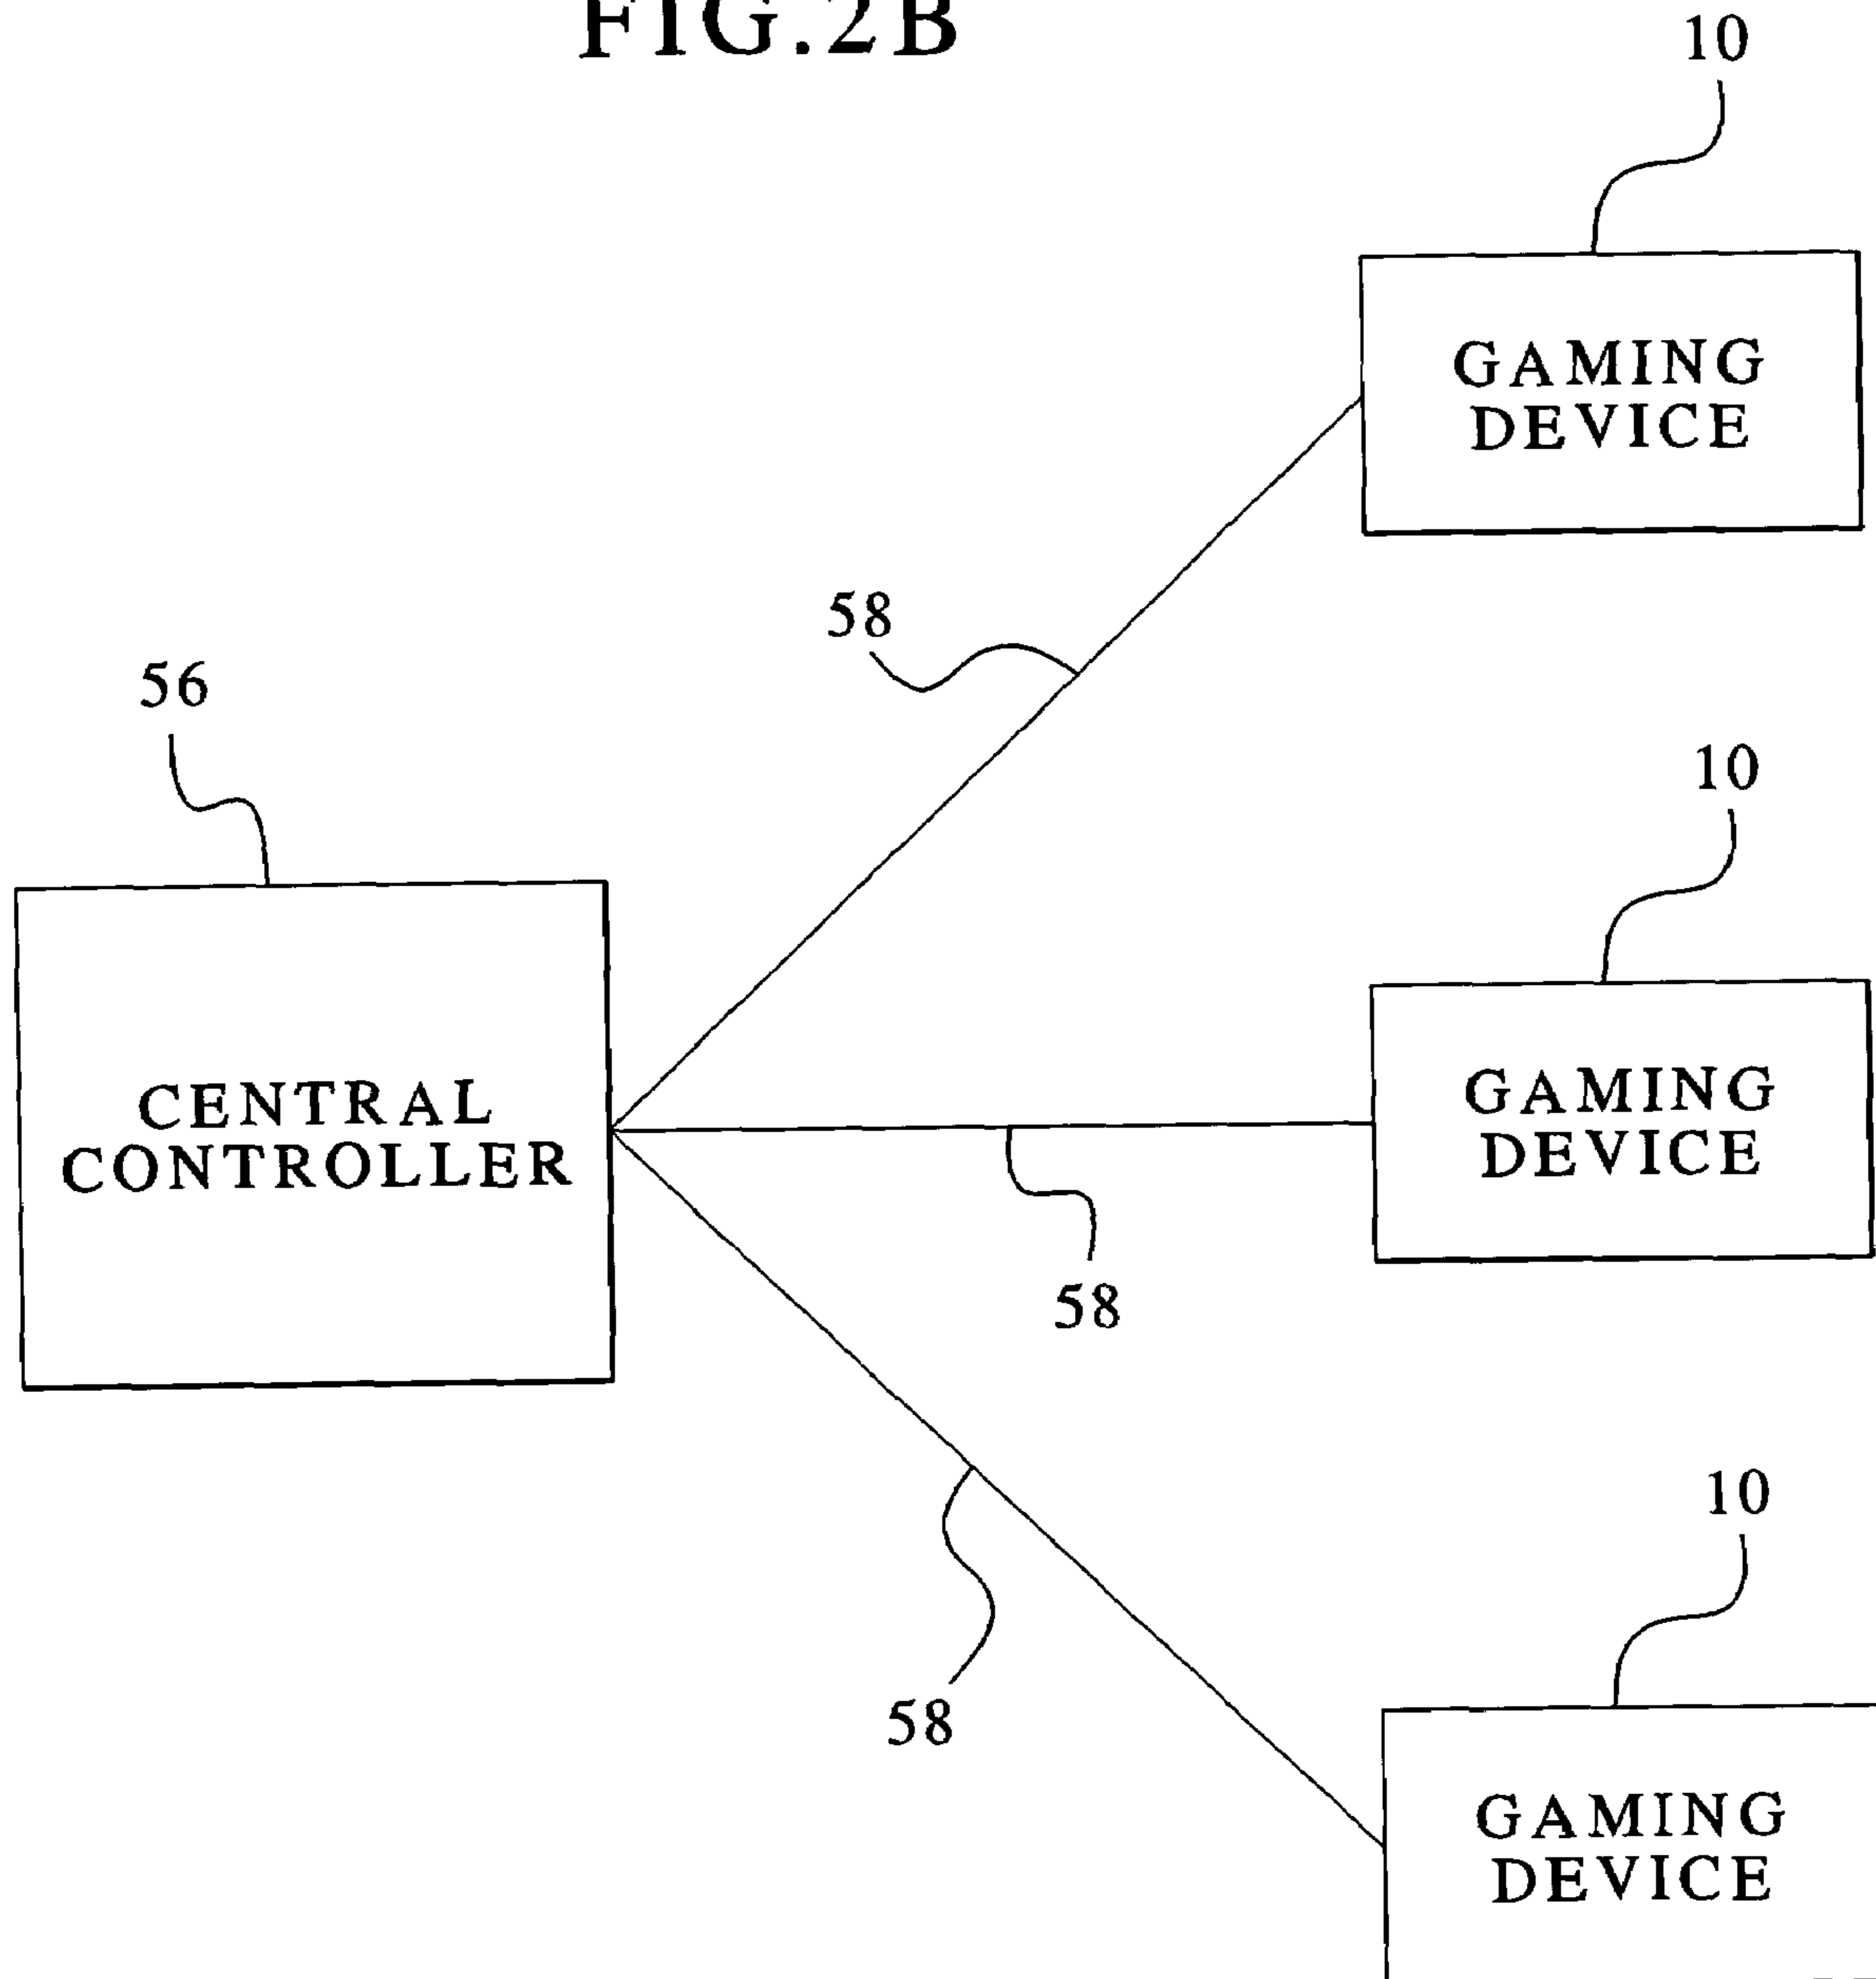 FIG.2B
10
GAMING
DEVICE
58
56
10
CENTRAL
CONTROLLER
GAMING
DEVICE
58
10
58
GAMING
DEVICE